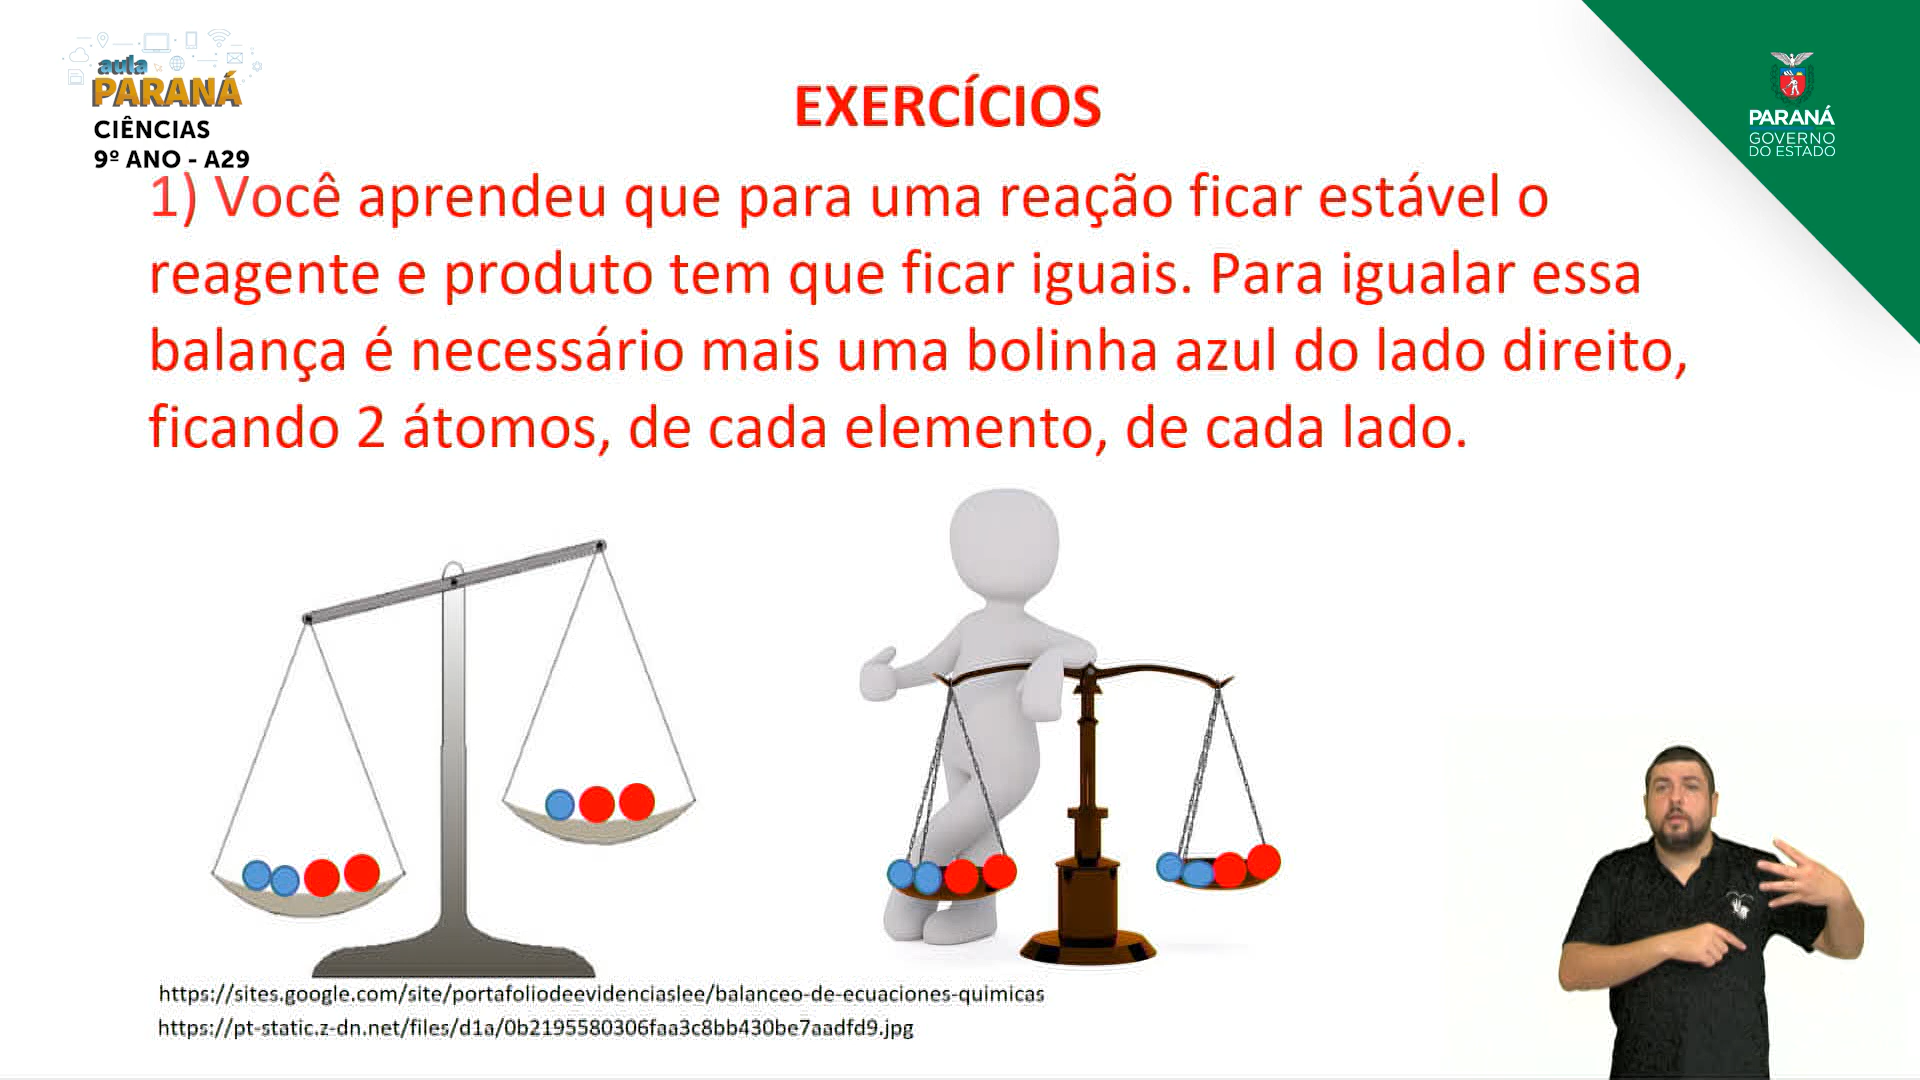 aula
PARANÁ
CIÊNCIAS
9º ANO - A29
EXERCÍCIOS
PARANÁ
GOVERNO
DO ESTADO
1) Você aprendeu que para uma reação ficar estável o
reagente e produto tem que ficar iguais. Para igualar essa
balança é necessário mais uma bolinha azul do lado direito,
ficando 2 átomos, de cada elemento, de cada lado.
https://sites.google.com/site/portafoliodeevidenciaslee/balanceo-de-ecuaciones-quimicas
https://pt-static.z-dn.net/files/d1a/0b2195580306faa3c8bb430be7aadfd9.jpg